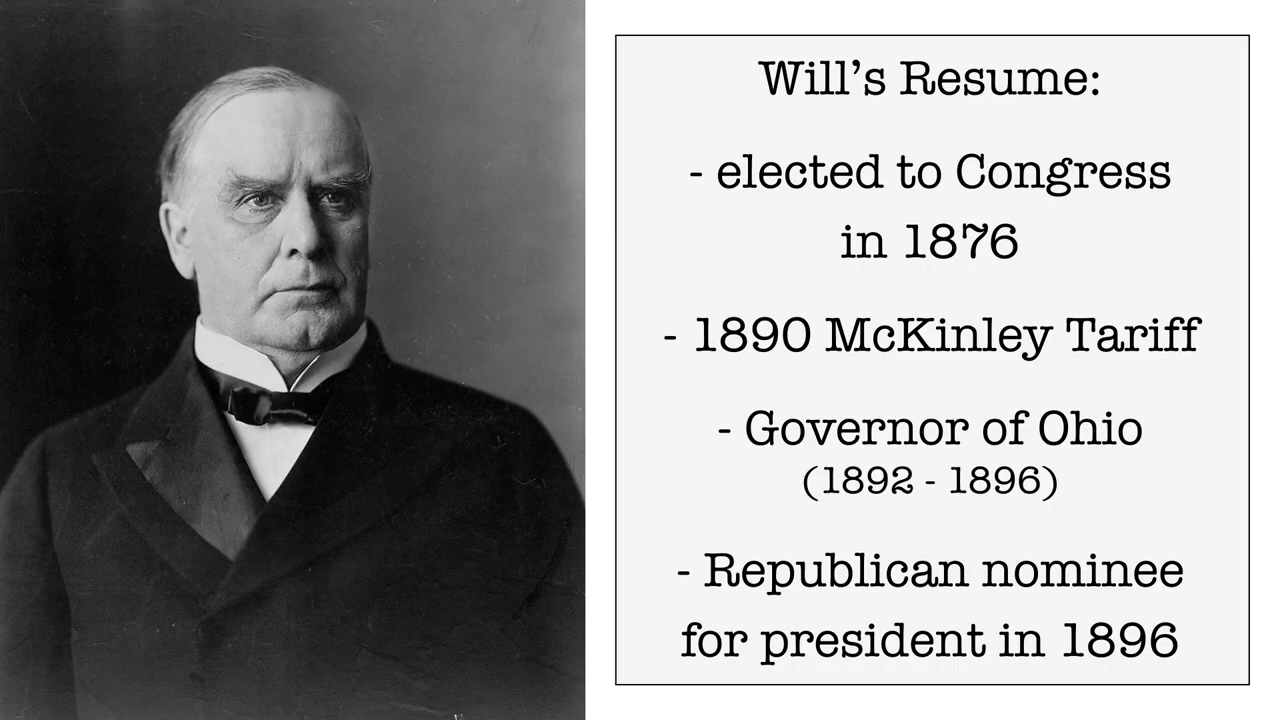 Will's Resume:
- elected to Congress
in 1876
- 1890 McKinley Tariff
- Governor of Ohio
(1892 - 1896)
- Republican nominee
for president in 1896